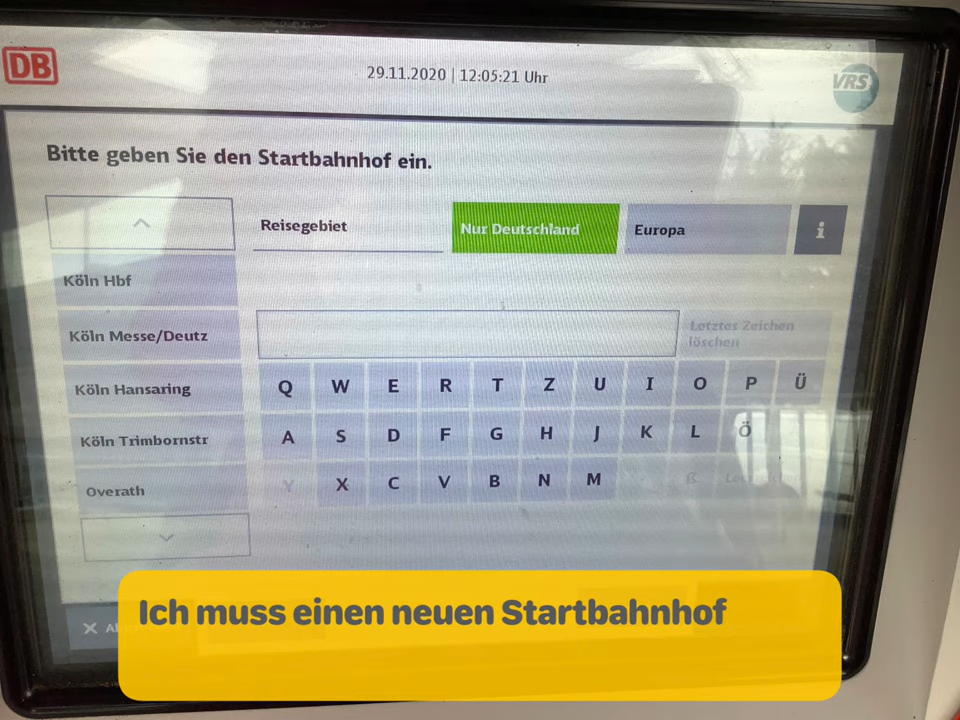 DB
29.11.2020 | 12:05:21 Uhr
VRS
Bitte geben Sie den Startbahnhof ein.
Reisegebiet
Nur Deutschland
Europa
i
Köln Hbf
Köln Messe/Deutz
Köln Hansaring
Köln Trimbornstr
Overath
Letztes Zeichen
löschen
Q W E R T Z U I O P Ü
A S D F G H J K L Ö
Y X C V B N M ß
Ich muss einen neuen Startbahnhof